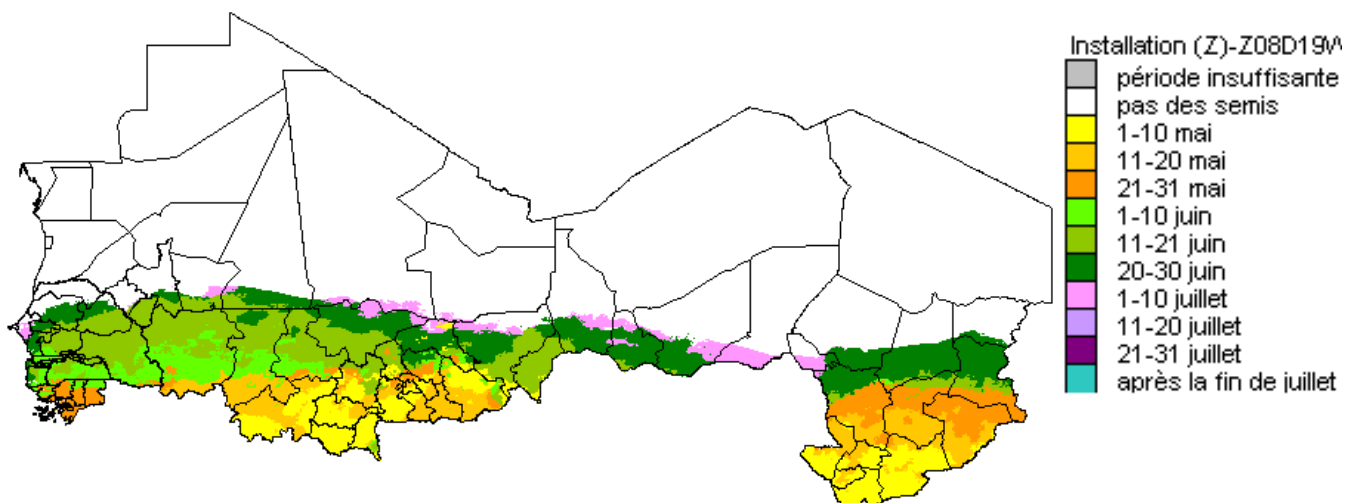 Installation (Z)-Z08D19W
période insuffisante
pas des semis
1-10 mai
11-20 mai
21-31 mai
1-10 juin
11-21 juin
20-30 juin
1-10 juillet
11-20 juillet
21-31 juillet
après la fin de juillet